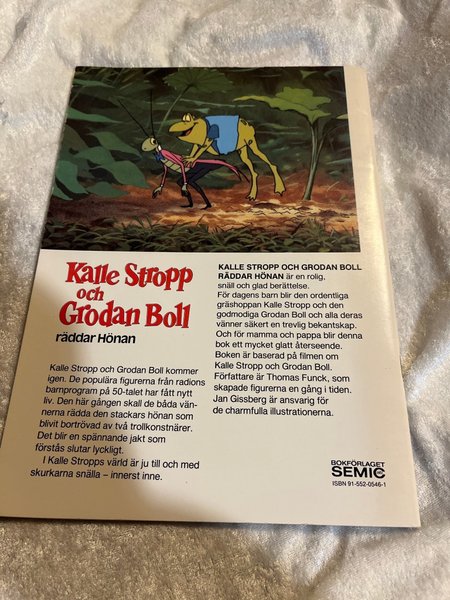 Kalle Stropp
och
Grodan Boll
räddar Hönan
Kalle Stropp och Grodan Boll kommer
igen. De populära figurerna från radions
barnprogram på 50-talet har fått nytt
liv. Den här gången skall de båda vän-
nerna rädda den stackars hönan som
blivit bortrövad av två trollkonstnärer.
Det blir en spännande jakt som
förstås slutar lyckligt.
I Kalle Stropps värld är ju till och med
skurkarna snälla – innerst inne.
KALLE STROPP OCH GRODAN BOLL
RÄDDAR HÖNAN är en rolig,
snäll och glad berättelse.
För dagens barn blir den ordentliga
gräshoppan Kalle Stropp och den
godmodiga Grodan Boll och alla deras
vänner säkert en trevlig bekantskap.
Och för mamma och pappa blir denna
bok ett mycket glatt återseende.
Boken är baserad på filmen om
Kalle Stropp och Grodan Boll.
Författare är Thomas Funck, som
skapade figurerna en gång i tiden.
Jan Gissberg är ansvarig för
de charmfulla illustrationerna.
BOKFÖRLAGET
SEMIC
ISBN 91-552-0546-1